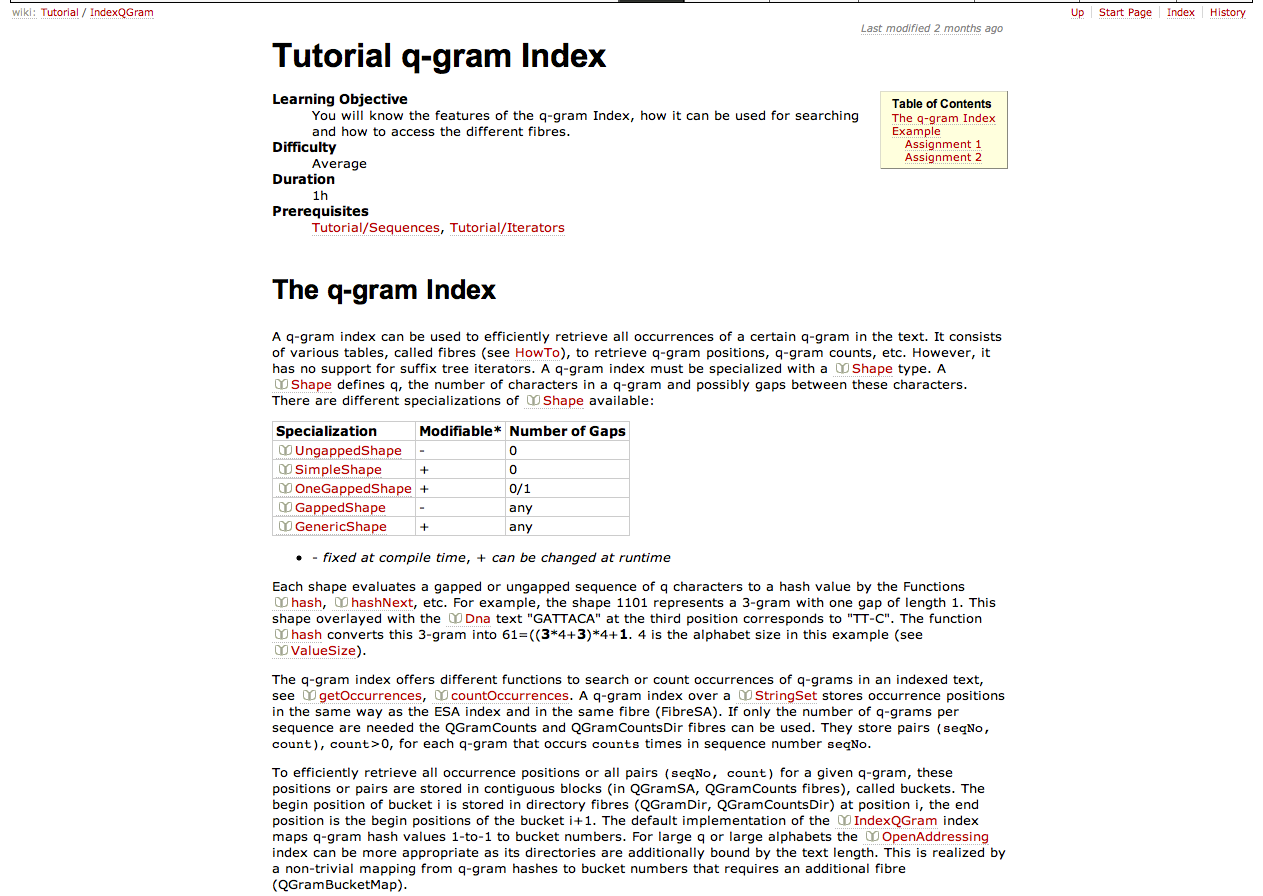 wiki: Tutorial / IndexQGram
Up Start Page Index History
Last modified 2 months ago
Tutorial q-gram Index
Learning Objective
You will know the features of the q-gram Index, how it can be used for searching
and how to access the different fibres.
Difficulty
Average
Duration
1h
Prerequisites
Tutorial/Sequences, Tutorial/Iterators
Table of Contents
The q-gram Index
Example
Assignment 1
Assignment 2
The q-gram Index
A q-gram index can be used to efficiently retrieve all occurrences of a certain q-gram in the text. It consists
of various tables, called fibres (see HowTo), to retrieve q-gram positions, q-gram counts, etc. However, it
has no support for suffix tree iterators. A q-gram index must be specialized with a Shape type. A
Shape defines q, the number of characters in a q-gram and possibly gaps between these characters.
There are different specializations of Shape available:
Specialization Modifiable* Number of Gaps
UngappedShape - 0
SimpleShape + 0
OneGappedShape + 0/1
GappedShape - any
GenericShape + any
• - fixed at compile time, + can be changed at runtime
Each shape evaluates a gapped or ungapped sequence of q characters to a hash value by the Functions
hash, hashNext, etc. For example, the shape 1101 represents a 3-gram with one gap of length 1. This
shape overlayed with the Dna text "GATTACA" at the third position corresponds to "TT-C". The function
hash converts this 3-gram into 61=((3*4+3)*4+1. 4 is the alphabet size in this example (see
ValueSize).
The q-gram index offers different functions to search or count occurrences of q-grams in an indexed text,
see getOccurrences, countOccurrences. A q-gram index over a StringSet stores occurrence positions
in the same way as the ESA index and in the same fibre (FibreSA). If only the number of q-grams per
sequence are needed the QGramCounts and QGramCountsDir fibres can be used. They store pairs (seqNo,
count), count>0, for each q-gram that occurs counts times in sequence number seqNo.
To efficiently retrieve all occurrence positions or all pairs (seqNo, count) for a given q-gram, these
positions or pairs are stored in contiguous blocks (in QGramSA, QGramCounts fibres), called buckets. The
begin position of bucket i is stored in directory fibres (QGramDir, QGramCountsDir) at position i, the end
position is the begin positions of the bucket i+1. The default implementation of the IndexQGram index
maps q-gram hash values 1-to-1 to bucket numbers. For large q or large alphabets the OpenAddressing
index can be more appropriate as its directories are additionally bound by the text length. This is realized by
a non-trivial mapping from q-gram hashes to bucket numbers that requires an additional fibre
(QGramBucketMap).